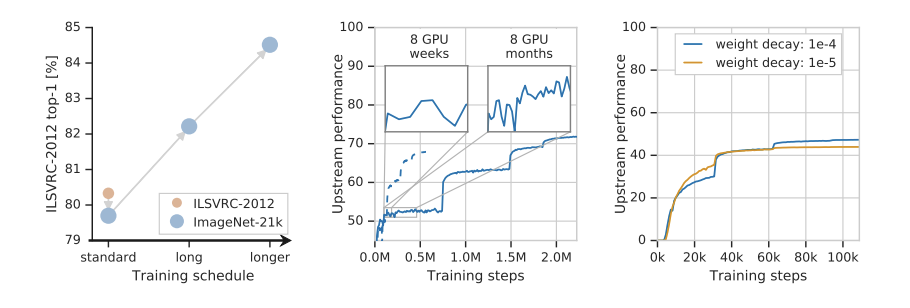 85
84
83
82
81
80
79
ILSVRC-2012 top-1 [%]
ILSVRC-2012
ImageNet-21k
standard
long
longer
Training schedule
100
90
80
70
60
50
Upstream performance
8 GPU
weeks
8 GPU
months
0.0M
0.5M
1.0M
1.5M
2.0M
Training steps
100
80
60
40
20
0
Upstream performance
weight decay: 1e-4
weight decay: 1e-5
0k
20k
40k
60k
80k
100k
Training steps